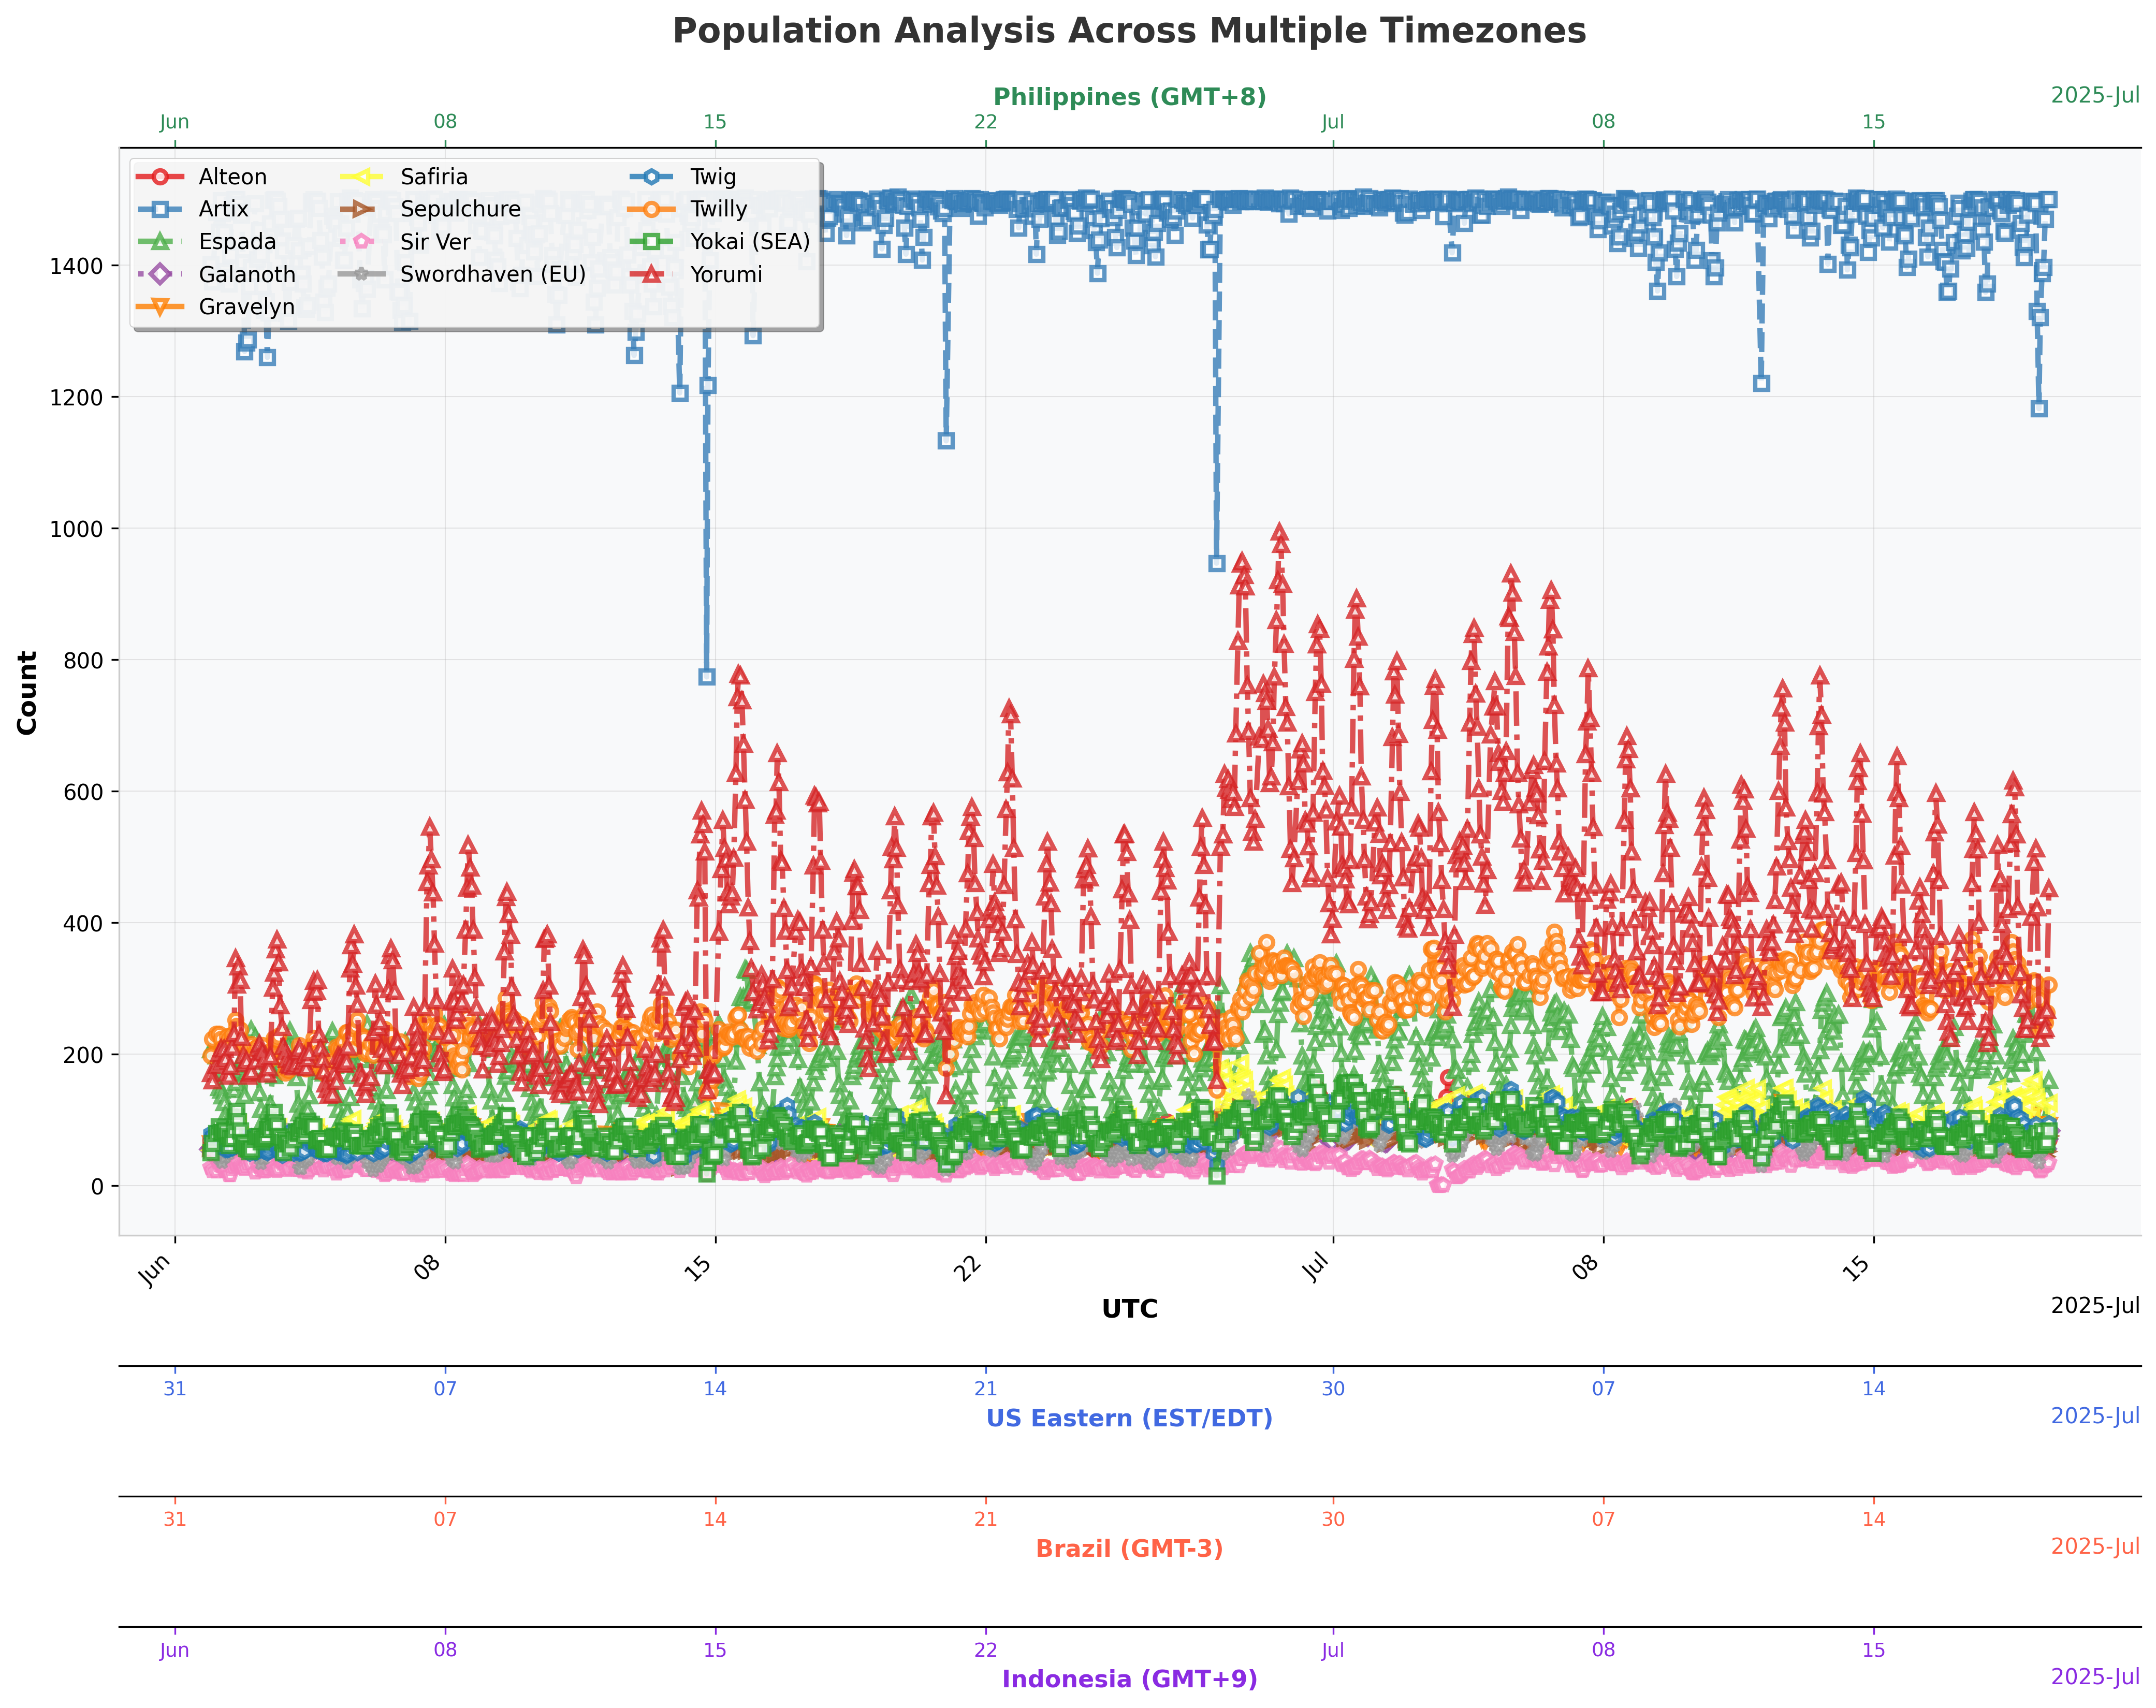 Population Analysis Across Multiple Timezones
Philippines (GMT+8)
2025-Jul
Jun 08 15 22 Jul 08 15
Alteon Safiria Twig
Artix Sepulchure Twilly
Espada Sir Ver Yokai (SEA)
Galanoth Swordhaven (EU) Yorumi
Gravelyn
1400
1200
1000
800
600
400
200
0
Count
Jun 08 15 22 Jul 08 15
UTC
2025-Jul
31 07 14 21 30 07 14
US Eastern (EST/EDT)
2025-Jul
31 07 14 21 30 07 14
Brazil (GMT-3)
2025-Jul
Jun 08 15 22 Jul 08 15
Indonesia (GMT+9)
2025-Jul